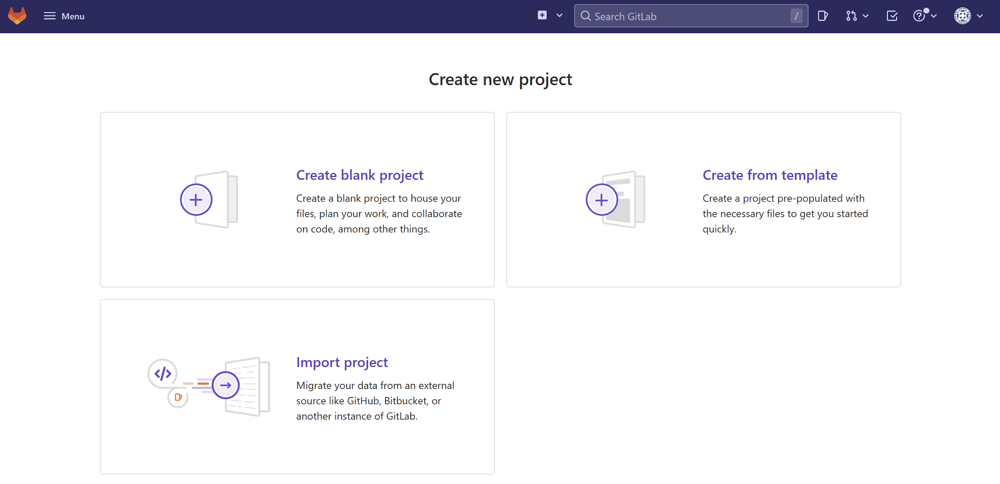 Menu
Search GitLab
/
Create new project
Create blank project
Create a blank project to house your
files, plan your work, and collaborate
on code, among other things.
Create from template
Create a project pre-populated with
the necessary files to get you started
quickly.
Import project
Migrate your data from an external
source like GitHub, Bitbucket, or
another instance of GitLab.